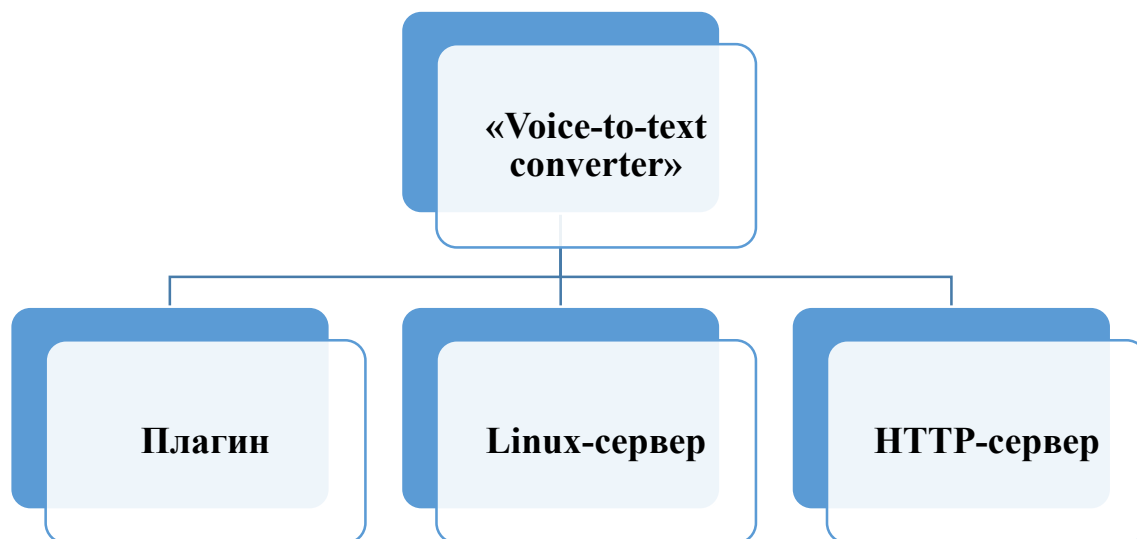 «Voice-to-text
converter»
Плагин
Linux-сервер
HTTP-сервер